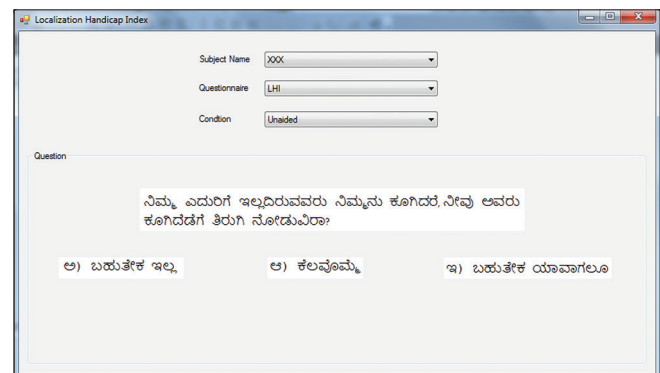 Localization Handicap Index
Subject Name XXX
Questionnaire LHI
Condtion Unaided
Question
ನಿಮ್ಮ ಎದುರಿಗೆ ಇಲ್ಲದಿರುವವರು ನಿಮ್ಮನು ಕೂಗಿದರೆ, ನೀವು ಅವರು
ಕೂಗಿದೆಡೆಗೆ ತಿರುಗಿ ನೋಡುವಿರಾ?
ಅ) ಬಹುತೇಕ ಇಲ್ಲ ಆ) ಕೆಲವೊಮ್ಮೆ ಇ) ಬಹುತೇಕ ಯಾವಾಗಲೂ